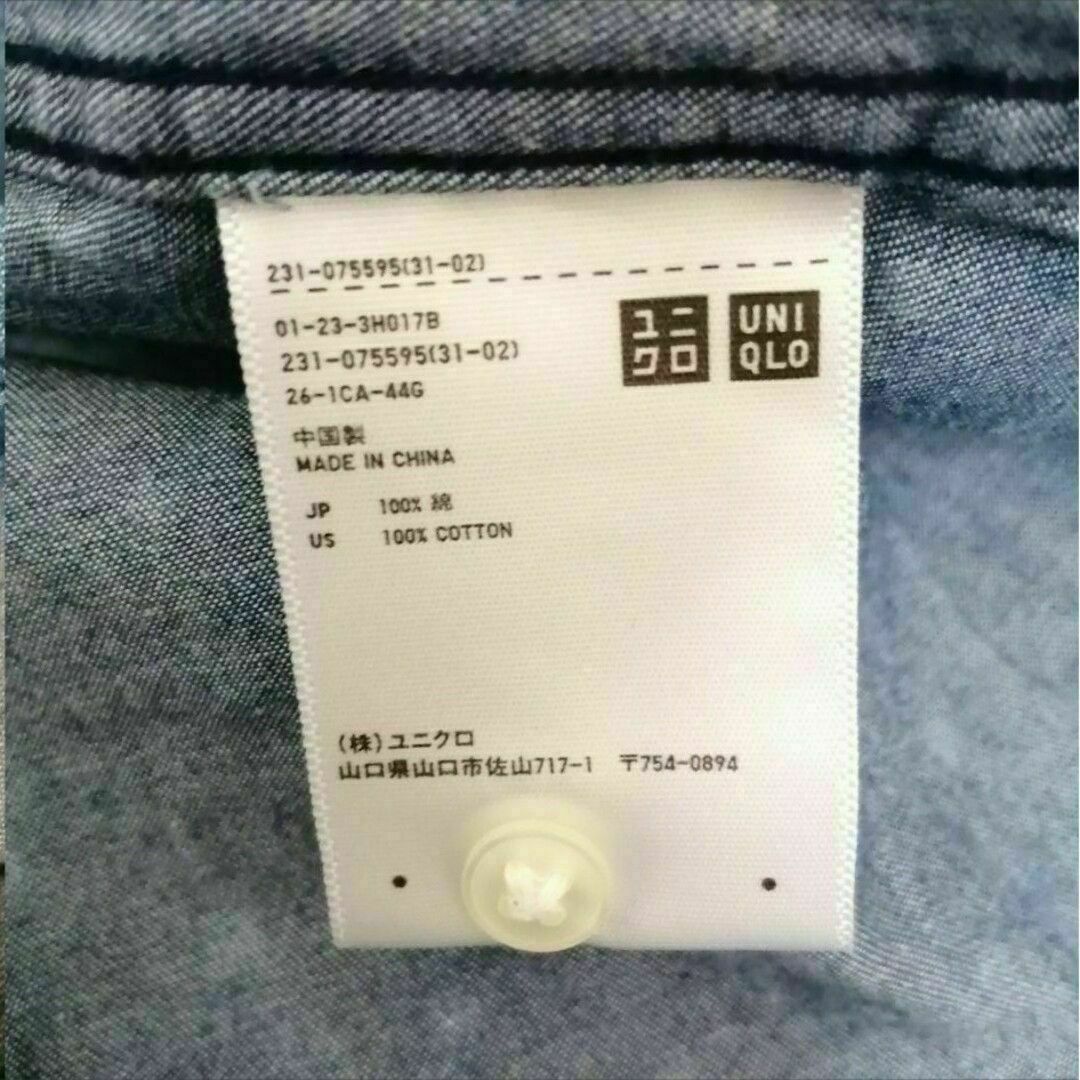 231-075595(31-02)
01-23-3H017B
231-075595(31-02)
26-1CA-44G
ユニ
クロ
UNI
QLO
中国製
MADE IN CHINA
JP 100% 綿
US 100% COTTON
(株)ユニクロ
山口県山口市佐山717-1 〒754-0894